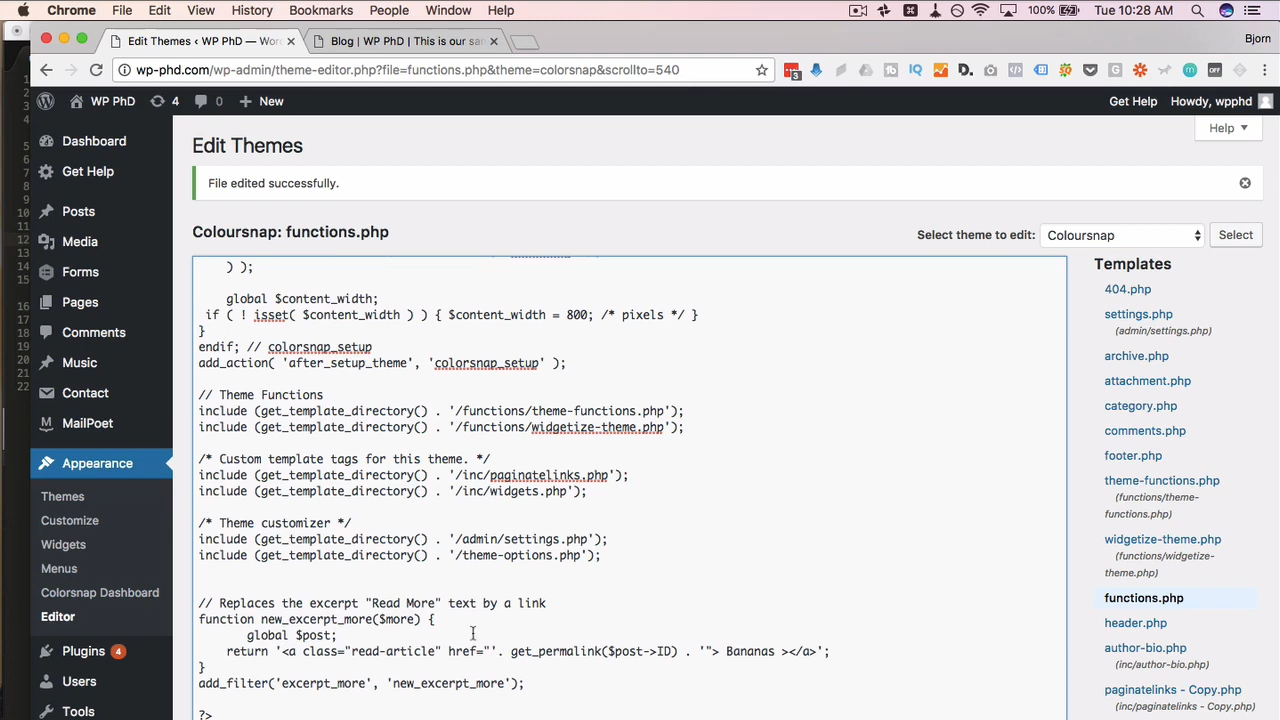 Chrome File Edit View History Bookmarks People Window Help 100% Tue 10:28 AM
Edit Themes ‹ WP PhD — Wor
Blog | WP PhD | This is our sa
Bjorn
wp-phd.com/wp-admin/theme-editor.php?file=functions.php&theme=colorsnap&scrollto=540
WP PhD 4 0 New Get Help Howdy, wpphd
Help
Dashboard
Get Help
Posts
Media
Forms
Pages
Comments
Music
Contact
MailPoet
Appearance
Themes
Customize
Widgets
Menus
Colorsnap Dashboard
Editor
Plugins 4
Users
Tools
Edit Themes
File edited successfully.
Coloursnap: functions.php
Select theme to edit: Coloursnap Select
) );
global $content_width;
if ( ! isset( $content_width ) ) { $content_width = 800; /* pixels */ }
}
endif; // colorsnap_setup
add_action( 'after_setup_theme', 'colorsnap_setup' );
// Theme Functions
include (get_template_directory() . '/functions/theme-functions.php');
include (get_template_directory() . '/functions/widgetize-theme.php');
/* Custom template tags for this theme. */
include (get_template_directory() . '/inc/paginatelinks.php');
include (get_template_directory() . '/inc/widgets.php');
/* Theme customizer */
include (get_template_directory() . '/admin/settings.php');
include (get_template_directory() . '/theme-options.php');
// Replaces the excerpt "Read More" text by a link
function new_excerpt_more($more) {
global $post;
return '<a class="read-article" href="'. get_permalink($post->ID) . '"> Bananas ></a>';
}
add_filter('excerpt_more', 'new_excerpt_more');
?>
Templates
404.php
settings.php
(admin/settings.php)
archive.php
attachment.php
category.php
comments.php
footer.php
theme-functions.php
(functions/theme-
functions.php)
widgetize-theme.php
(functions/widgetize-
theme.php)
functions.php
header.php
author-bio.php
(inc/author-bio.php)
paginatelinks - Copy.php
(inc/paginatelinks - Copy.php)